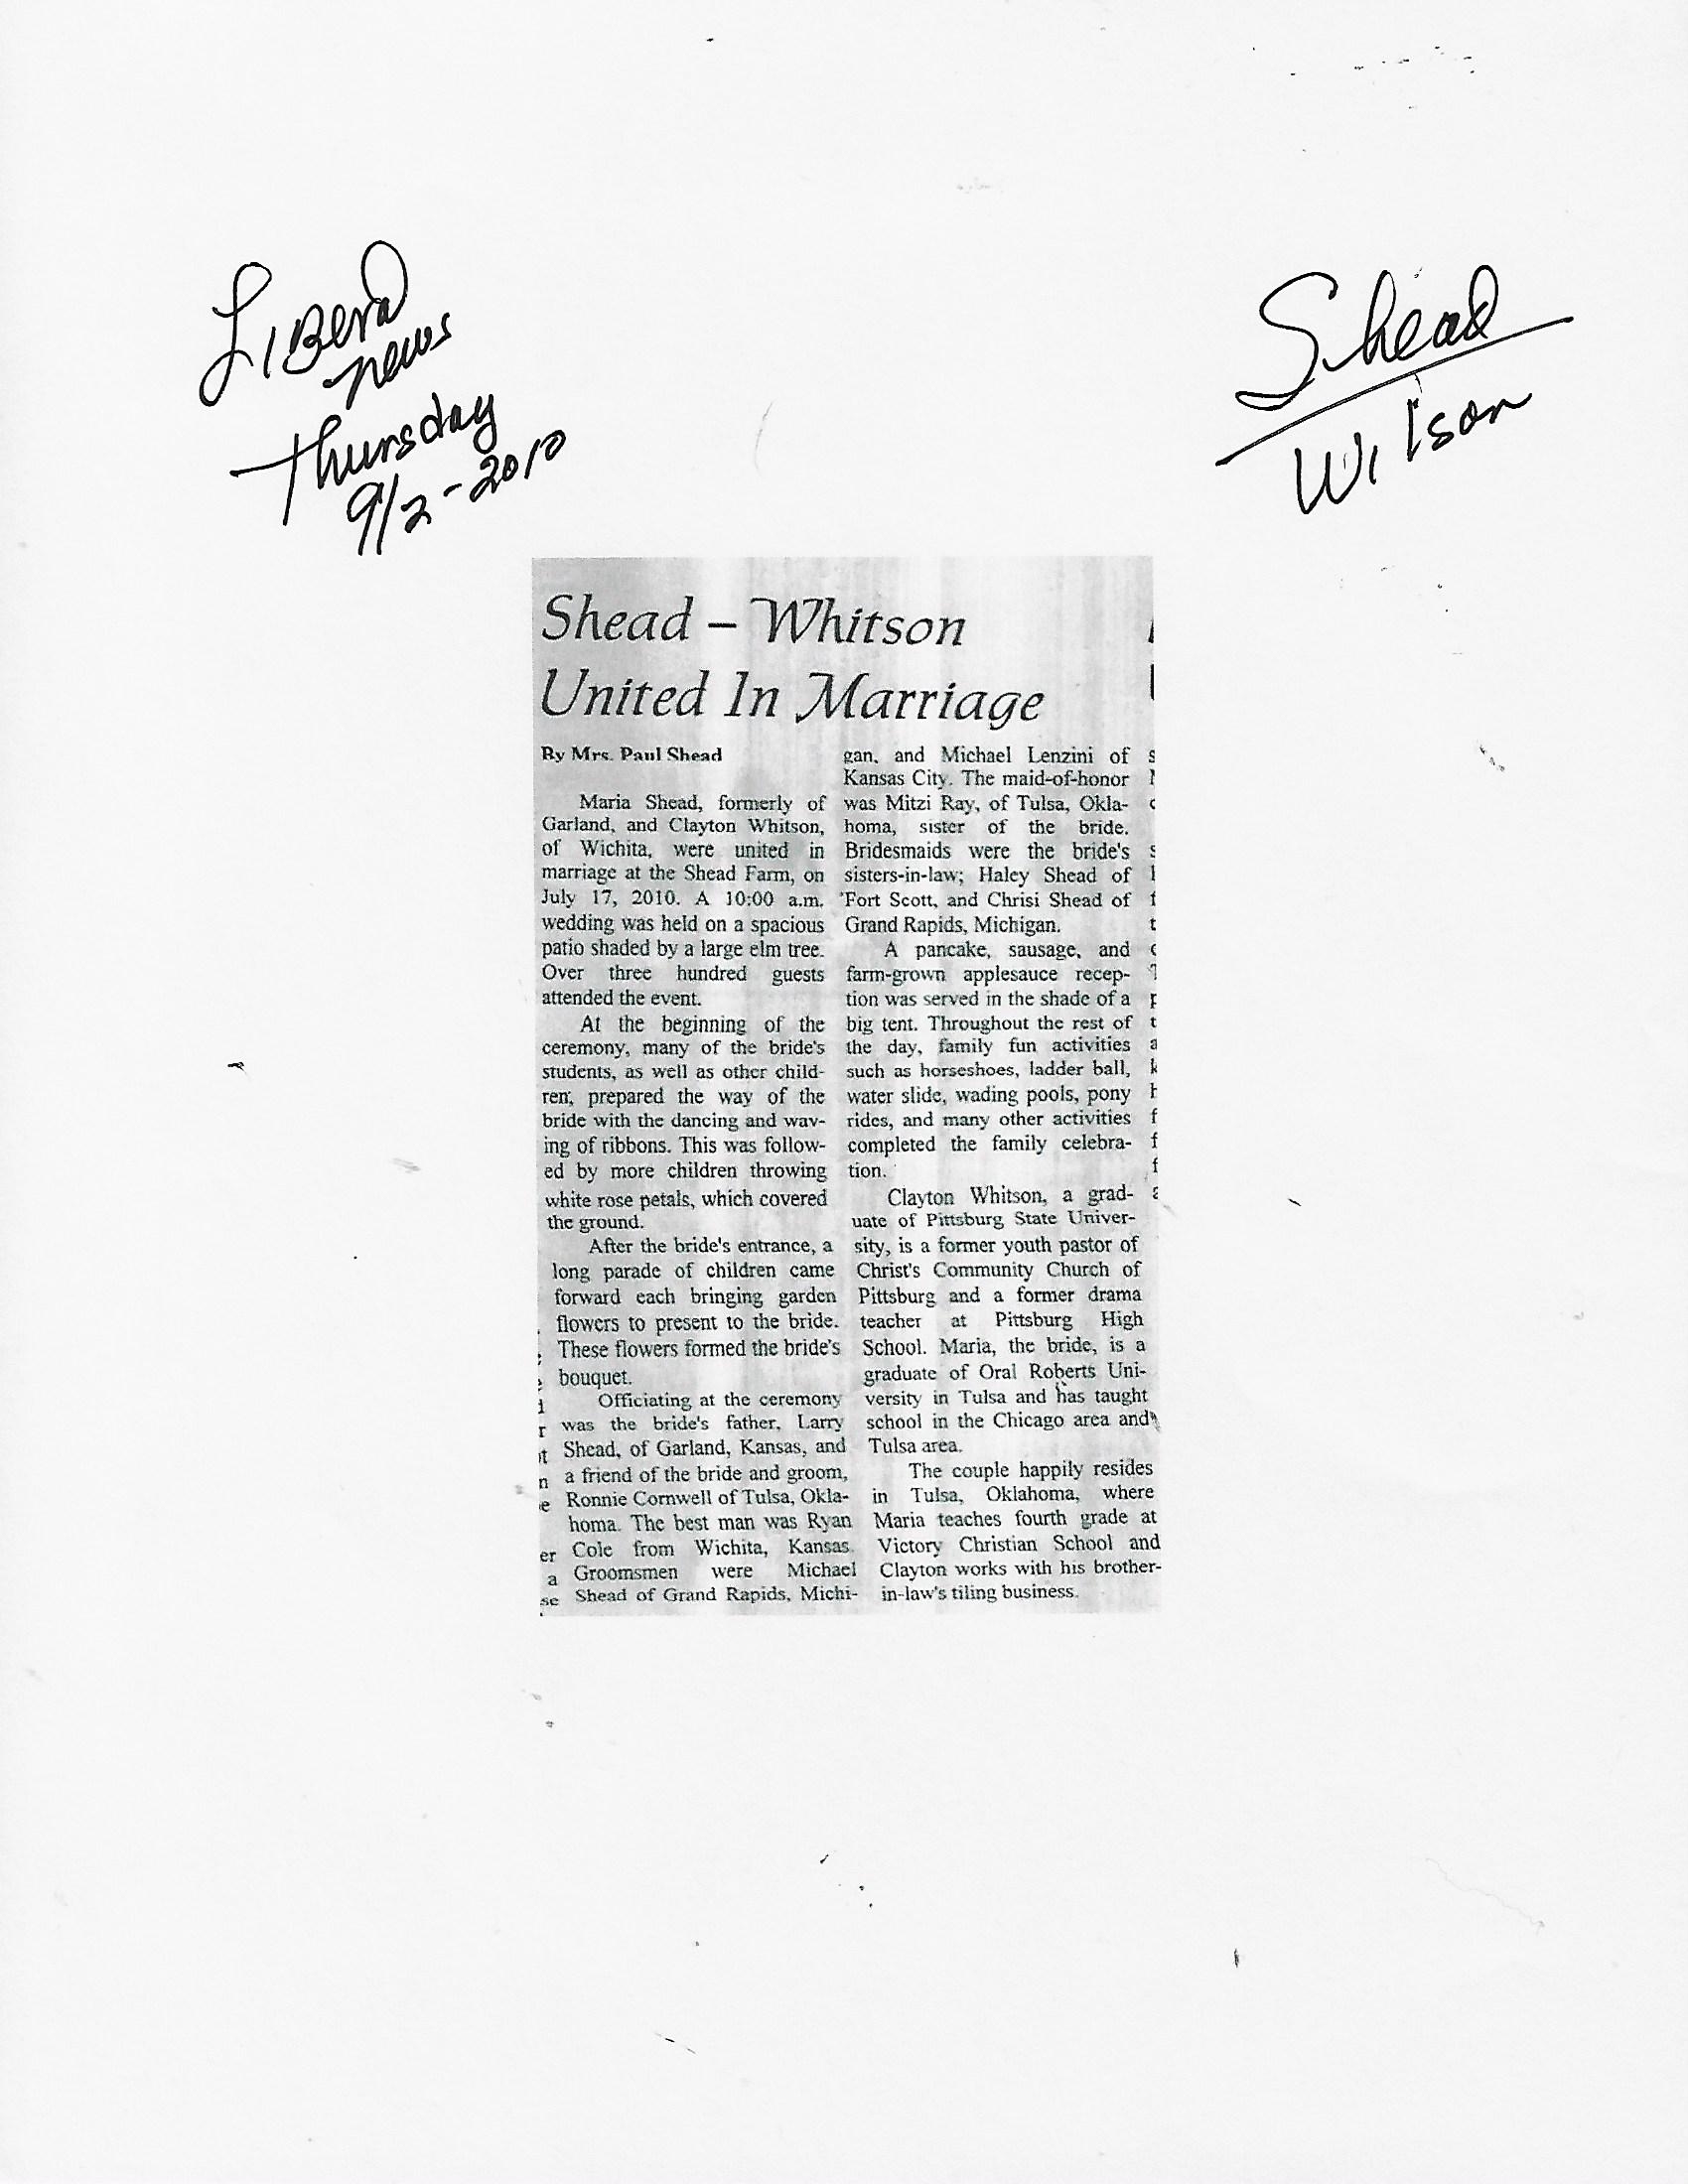 Liberal
news
Thursday
9/2-2010
Shead
Wilson
Shead – Whitson
United In Marriage
By Mrs. Paul Shead
Maria Shead, formerly of
Garland, and Clayton Whitson,
of Wichita, were united in
marriage at the Shead Farm, on
July 17, 2010. A 10:00 a.m.
wedding was held on a spacious
patio shaded by a large elm tree.
Over three hundred guests
attended the event.
At the beginning of the
ceremony, many of the bride's
students, as well as other child-
ren, prepared the way of the
bride with the dancing and wav-
ing of ribbons. This was follow-
ed by more children throwing
white rose petals, which covered
the ground.
After the bride's entrance, a
long parade of children came
forward each bringing garden
flowers to present to the bride.
These flowers formed the bride's
bouquet.
Officiating at the ceremony
was the bride's father, Larry
Shead, of Garland, Kansas, and
a friend of the bride and groom,
Ronnie Cornwell of Tulsa, Okla-
homa. The best man was Ryan
Cole from Wichita, Kansas.
Groomsmen were Michael
Shead of Grand Rapids, Michi-
gan, and Michael Lenzini of
Kansas City. The maid-of-honor
was Mitzi Ray, of Tulsa, Okla-
homa, sister of the bride.
Bridesmaids were the bride's
sisters-in-law; Haley Shead of
Fort Scott, and Chrisi Shead of
Grand Rapids, Michigan.
A pancake, sausage, and
farm-grown applesauce recep-
tion was served in the shade of a
big tent. Throughout the rest of
the day, family fun activities
such as horseshoes, ladder ball,
water slide, wading pools, pony
rides, and many other activities
completed the family celebra-
tion.
Clayton Whitson, a grad-
uate of Pittsburg State Univer-
sity, is a former youth pastor of
Christ's Community Church of
Pittsburg and a former drama
teacher at Pittsburg High
School. Maria, the bride, is a
graduate of Oral Roberts Uni-
versity in Tulsa and has taught
school in the Chicago area and
Tulsa area.
The couple happily resides
in Tulsa, Oklahoma, where
Maria teaches fourth grade at
Victory Christian School and
Clayton works with his brother-
in-law's tiling business.